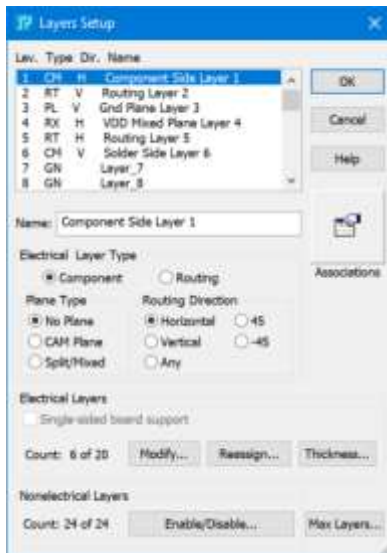 Layers Setup
Lev. Type Dir. Name
1 CM H Component Side Layer 1
2 RT V Routing Layer 2
3 PL V Gnd Plane Layer 3
4 RX H VDD Mixed Plane Layer 4
5 RT H Routing Layer 5
6 CM V Solder Side Layer 6
7 GN Layer_7
8 GN Layer_8
OK
Cancel
Help
Name: Component Side Layer 1
Associations
Electrical Layer Type
Component Routing
Plane Type Routing Direction
No Plane Horizontal 45
CAM Plane Vertical -45
Split/Mixed Any
Electrical Layers
Single-sided board support
Count: 6 of 20 Modify... Reassign... Thickness...
Nonelectrical Layers
Count: 24 of 24 Enable/Disable... Max Layers...